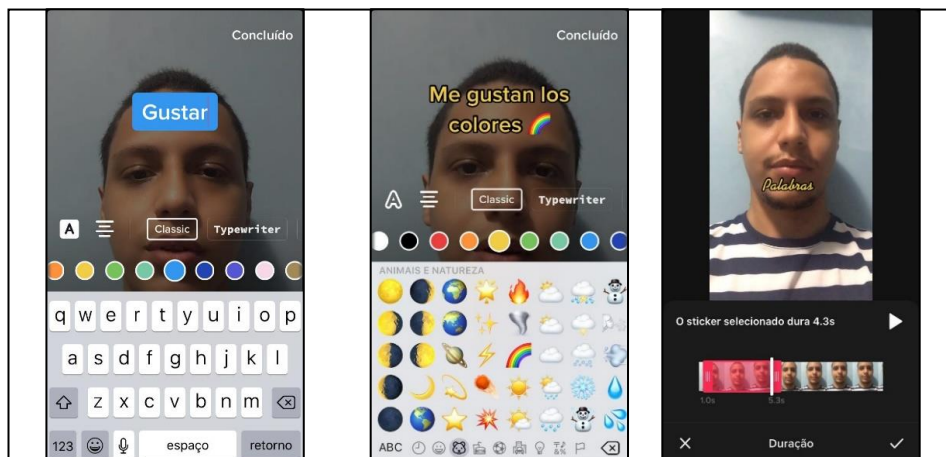 Concluído
Gustar
A
Classic
Typewriter
q w e r t y u i o p
a s d f g h j k l
z x c v b n m
123
espaço
retorno
Concluído
Me gustan los
colores 🌈
A
Classic
Typewriter
ANIMAIS E NATUREZA
ABC
Palabras
O sticker selecionado dura 4.3s
1.0s
5.3s
Duração